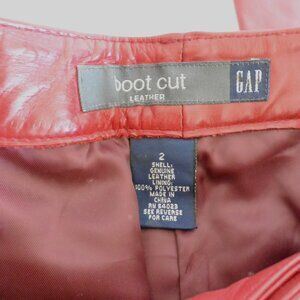 boot cut
LEATHER
GAP
2
SHELL:
GENUINE
LEATHER
LINING:
100% POLYESTER
MADE IN
CHINA
RN 54023
SEE REVERSE
FOR CARE